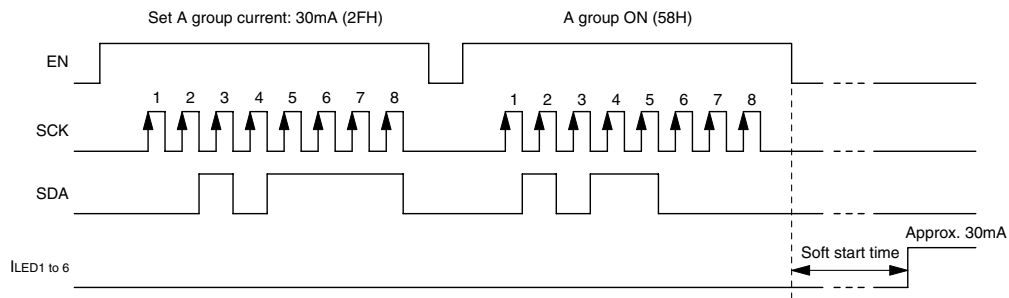 Set A group current: 30mA (2FH) A group ON (58H)
EN
1 2 3 4 5 6 7 8 1 2 3 4 5 6 7 8
SCK
SDA
Approx. 30mA
Soft start time
ILED1 to 6